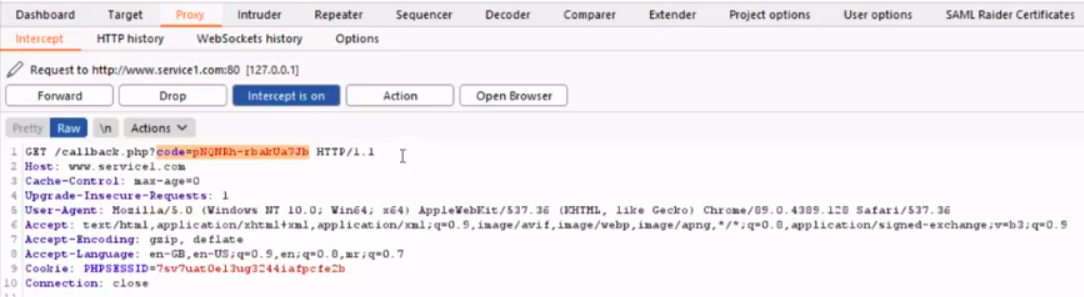 Dashboard Target Proxy Intruder Repeater Sequencer Decoder Comparer Extender Project options User options SAML Raider Certificates
Intercept HTTP history WebSockets history Options
Request to http://www.service1.com:80 [127.0.0.1]
Forward Drop Intercept is on Action Open Browser
Pretty Raw \n Actions
1 GET /callback.php?code=pNQNRh-rbakUa7Jb HTTP/1.1
2 Host: www.service1.com
3 Cache-Control: max-age=0
4 Upgrade-Insecure-Requests: 1
5 User-Agent: Mozilla/5.0 (Windows NT 10.0; Win64; x64) AppleWebKit/537.36 (KHTML, like Gecko) Chrome/89.0.4389.128 Safari/537.36
6 Accept: text/html,application/xhtml+xml,application/xml;q=0.9,image/avif,image/webp,image/apng,*/*;q=0.8,application/signed-exchange;v=b3;q=0.9
7 Accept-Encoding: gzip, deflate
8 Accept-Language: en-GB,en-US;q=0.9,en;q=0.8,mr;q=0.7
9 Cookie: PHPSESSID=7sv7uat0el3ug3244iafpcfe2b
10 Connection: close